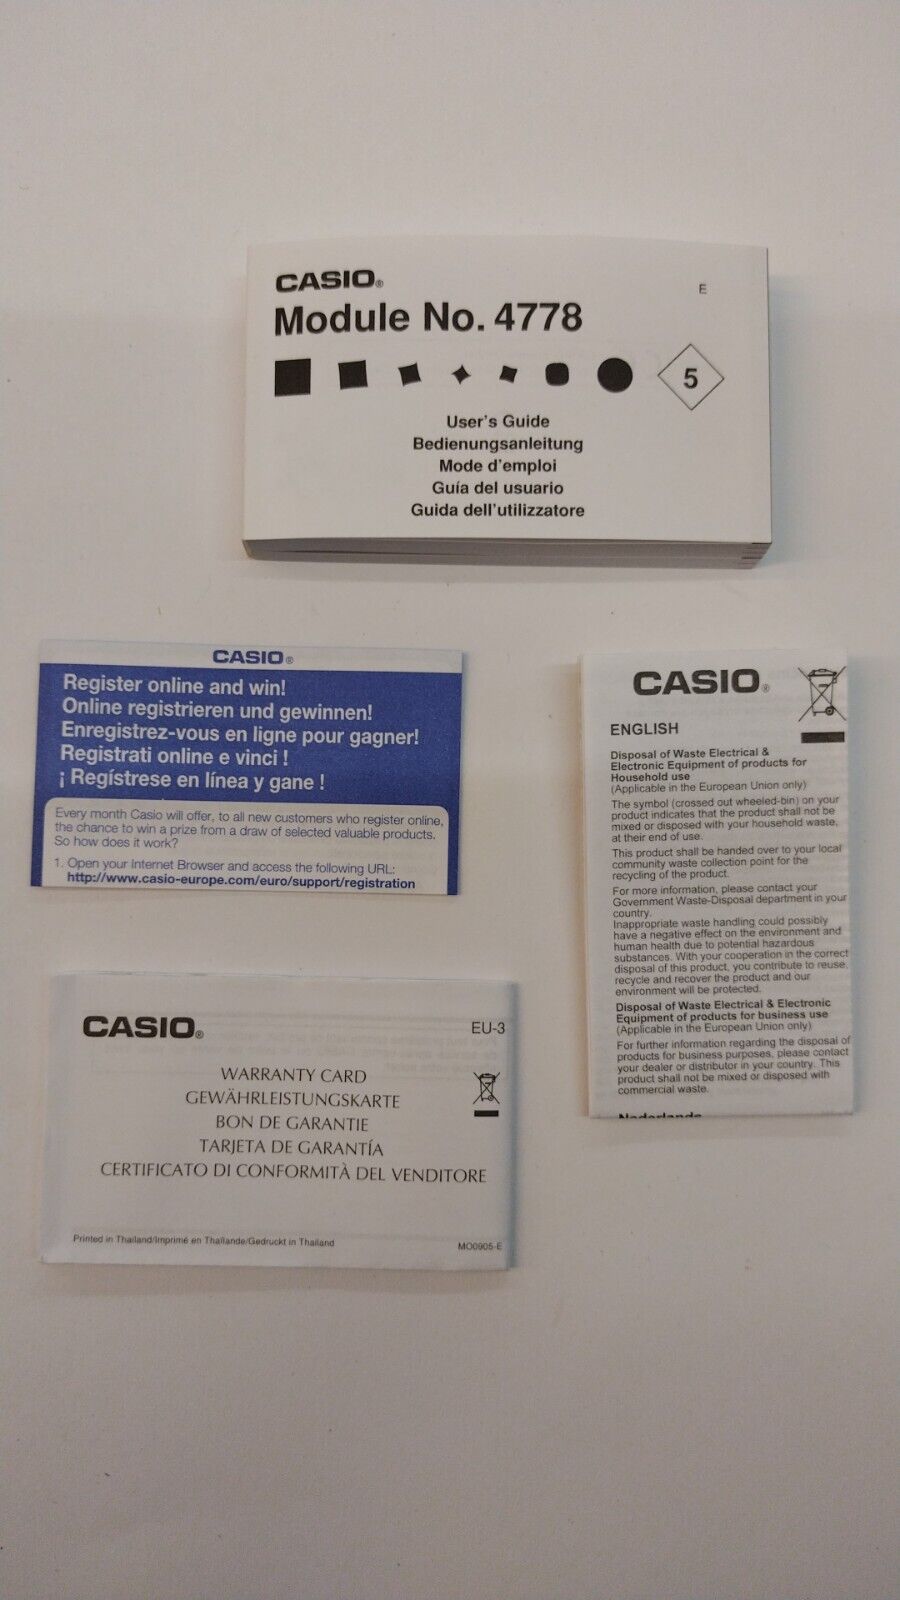 CASIO®
E
Module No. 4778
5
User's Guide
Bedienungsanleitung
Mode d'emploi
Guía del usuario
Guida dell'utilizzatore
CASIO®
Register online and win!
Online registrieren und gewinnen!
Enregistrez-vous en ligne pour gagner!
Registrati online e vinci !
¡ Regístrese en línea y gane !
Every month Casio will offer, to all new customers who register online,
the chance to win a prize from a draw of selected valuable products.
So how does it work?
1. Open your Internet Browser and access the following URL:
http://www.casio-europe.com/euro/support/registration
CASIO®
ENGLISH
Disposal of Waste Electrical &
Electronic Equipment of products for
Household use
(Applicable in the European Union only)
The symbol (crossed out wheeled-bin) on your
product indicates that the product shall not be
mixed or disposed with your household waste,
at their end of use.
This product shall be handed over to your local
community waste collection point for the
recycling of the product.
For more information, please contact your
Government Waste-Disposal department in your
country.
Inappropriate waste handling could possibly
have a negative effect on the environment and
human health due to potential hazardous
substances. With your cooperation in the correct
disposal of this product, you contribute to reuse,
recycle and recover the product and our
environment will be protected.
Disposal of Waste Electrical & Electronic
Equipment of products for business use
(Applicable in the European Union only)
For further information regarding the disposal of
products for business purposes, please contact
your dealer or distributor in your country. This
product shall not be mixed or disposed with
commercial waste.
Nederlands
CASIO®
EU-3
WARRANTY CARD
GEWÄHRLEISTUNGSKARTE
BON DE GARANTIE
TARJETA DE GARANTÍA
CERTIFICATO DI CONFORMITÀ DEL VENDITORE
Printed in Thailand/Imprimé en Thaïlande/Gedruckt in Thailand
MO0905-E